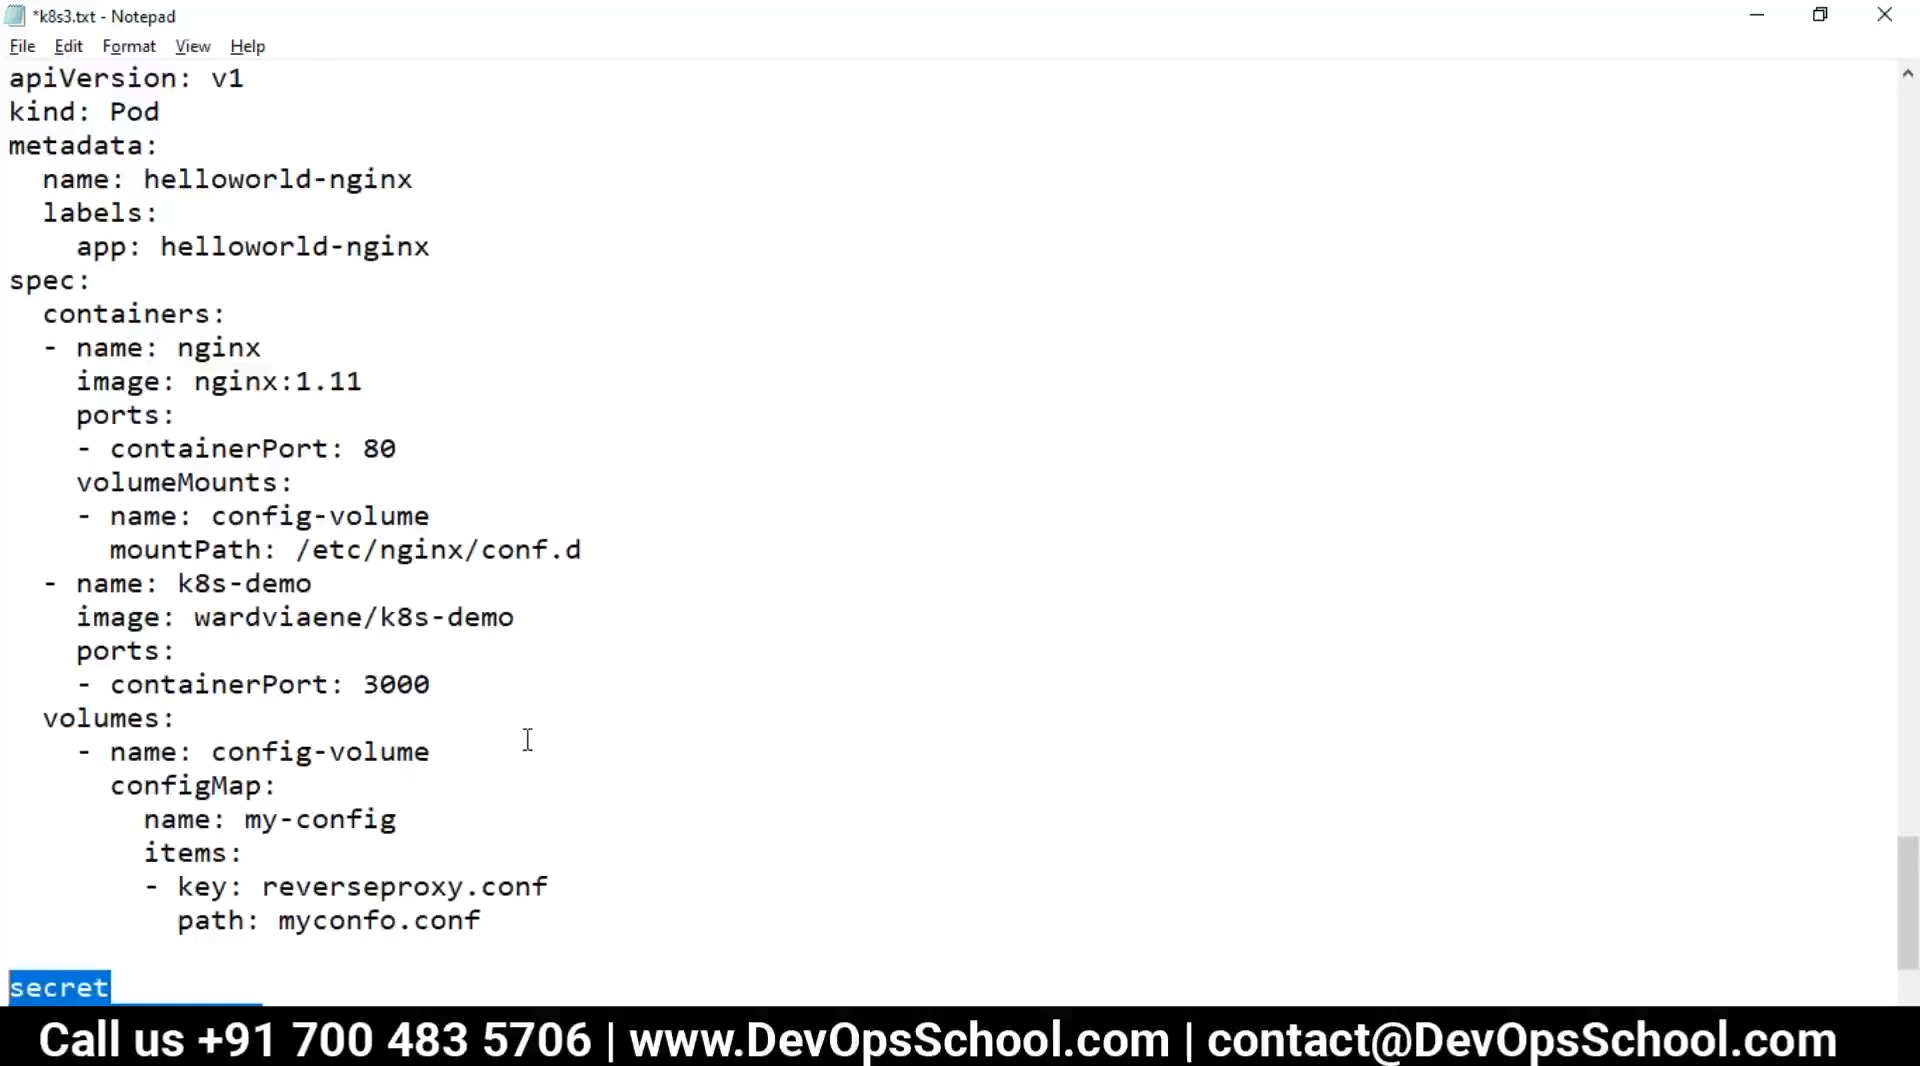 *k8s3.txt - Notepad
File Edit Format View Help
apiVersion: v1
kind: Pod
metadata:
  name: helloworld-nginx
  labels:
    app: helloworld-nginx
spec:
  containers:
  - name: nginx
    image: nginx:1.11
    ports:
    - containerPort: 80
    volumeMounts:
    - name: config-volume
      mountPath: /etc/nginx/conf.d
  - name: k8s-demo
    image: wardviaene/k8s-demo
    ports:
    - containerPort: 3000
  volumes:
    - name: config-volume
      configMap:
        name: my-config
        items:
        - key: reverseproxy.conf
          path: myconfo.conf
secret
Call us +91 700 483 5706 | www.DevOpsSchool.com | contact@DevOpsSchool.com